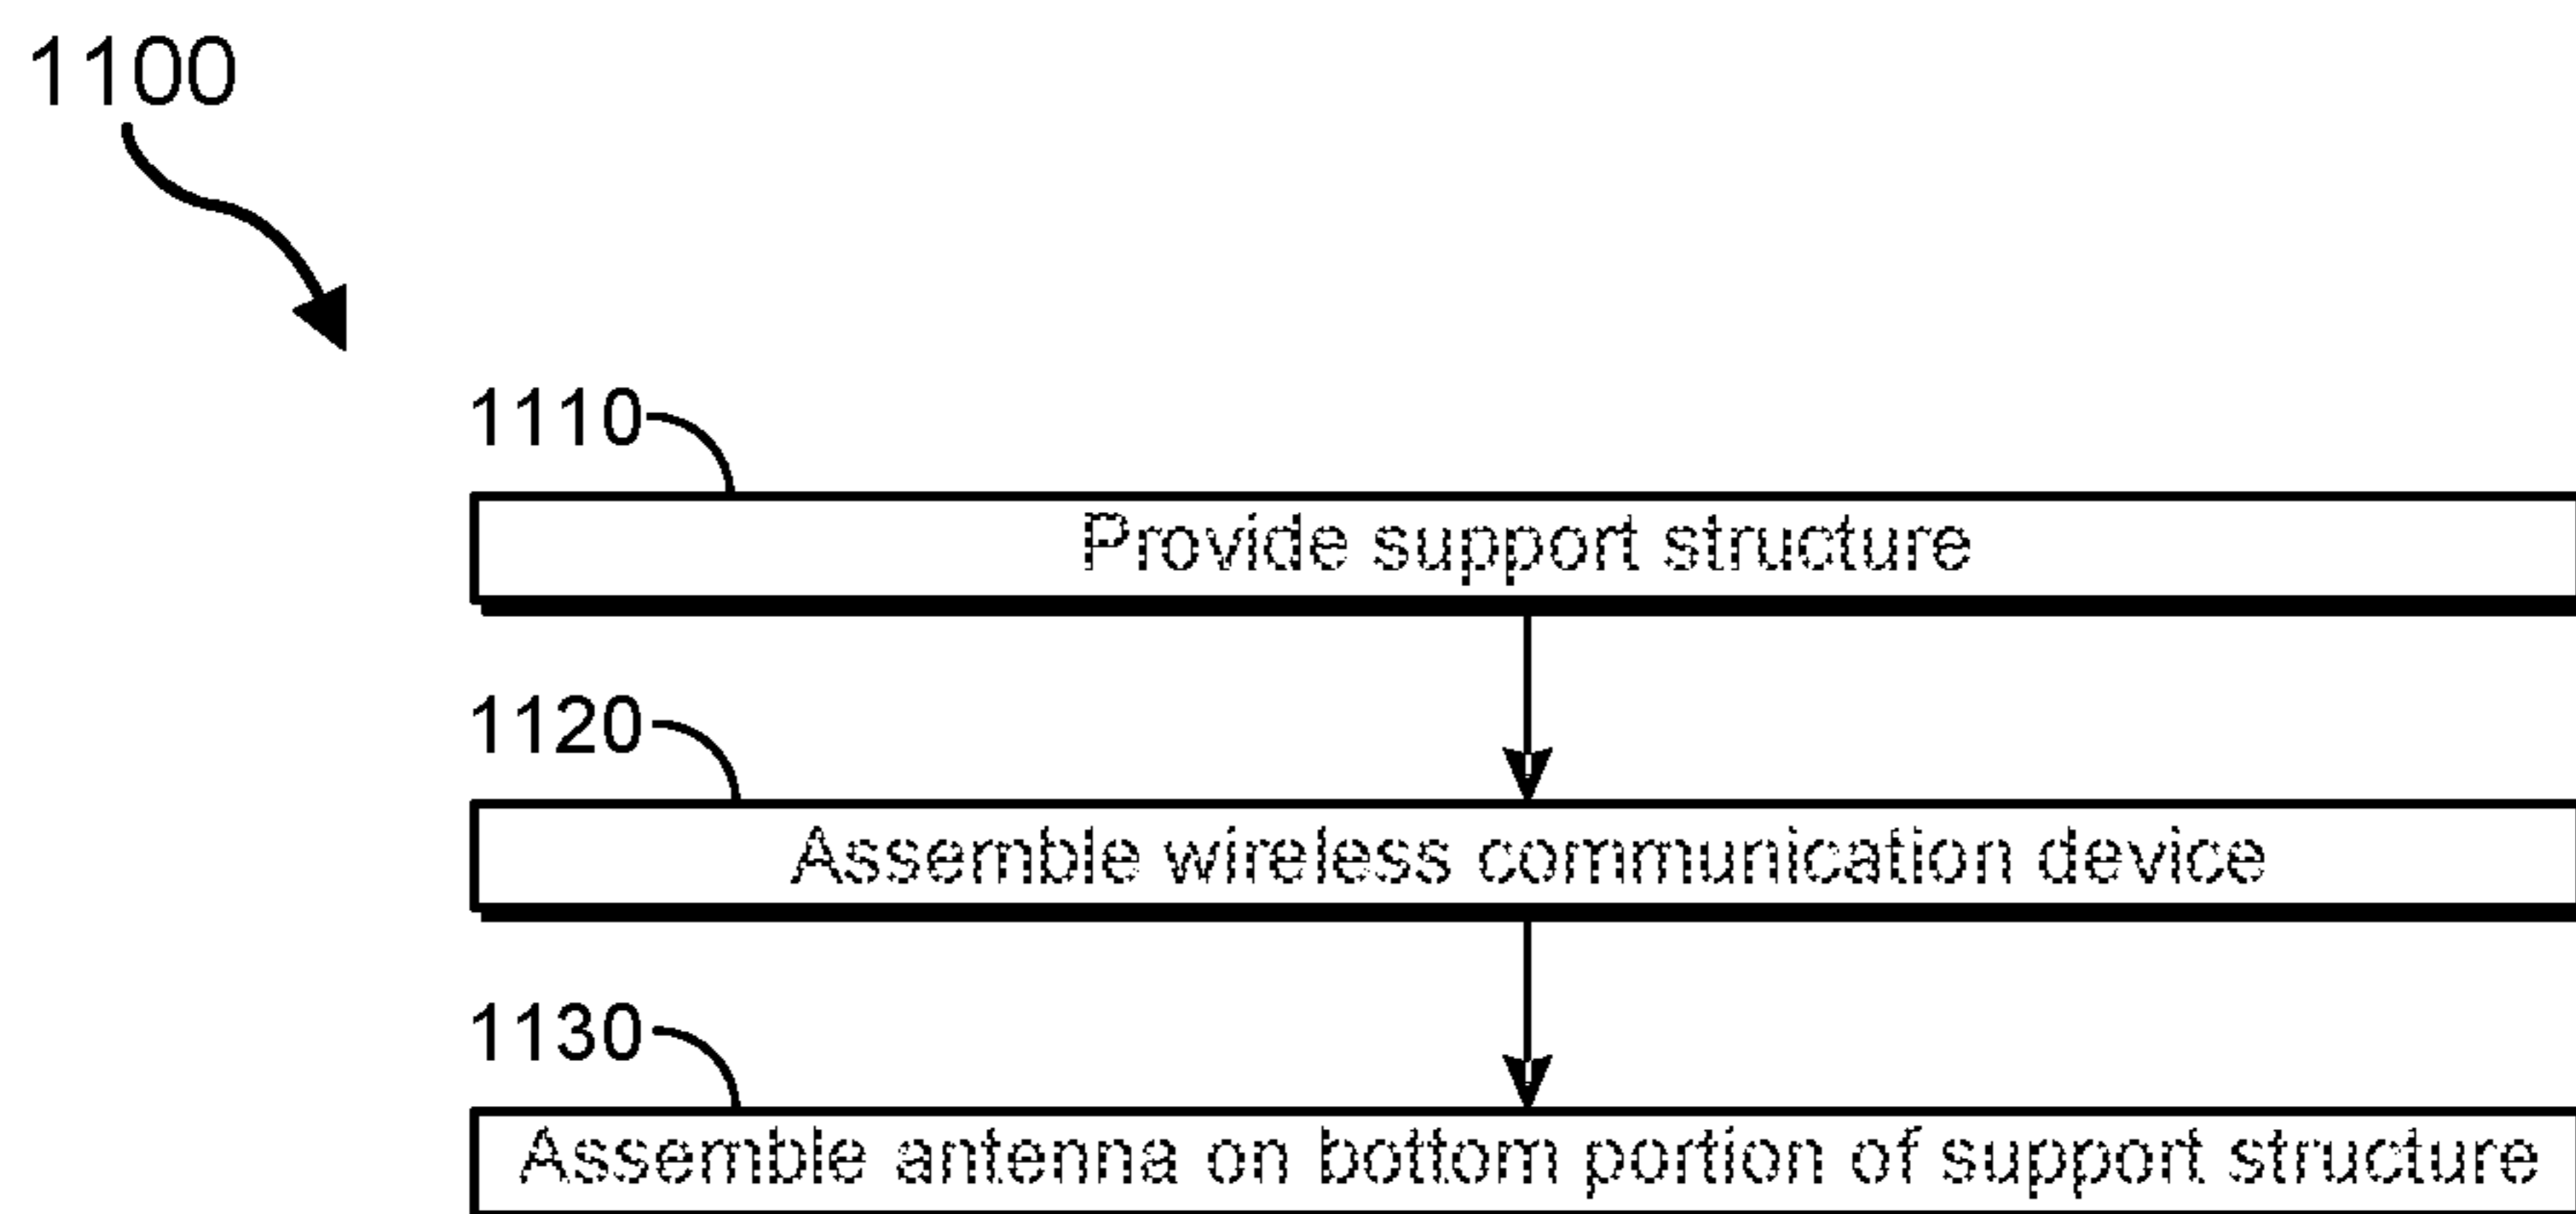 1100
1110
Provide support structure
1120
Assemble wireless communication device
1130
Assemble antenna on bottom portion of support structure